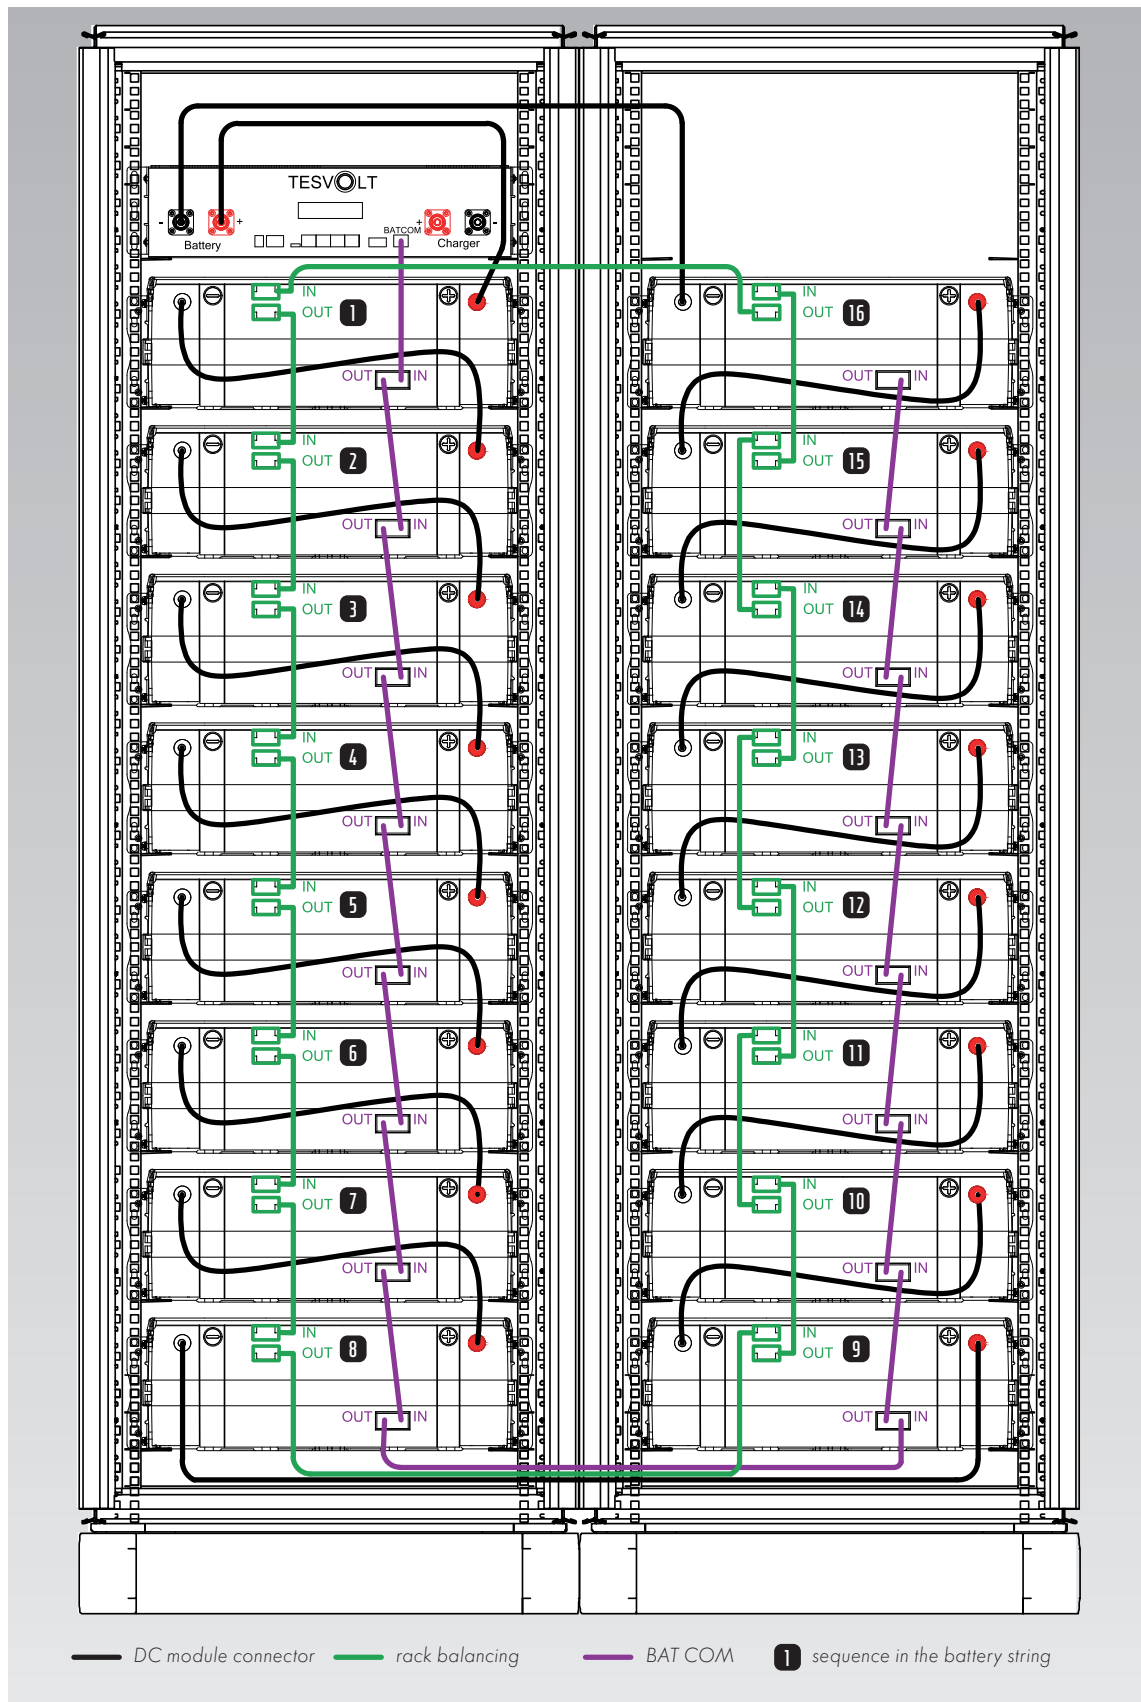 TESVOLT
- + BATCOM + -
Battery Charger
IN
OUT 1
OUT IN
IN
OUT 2
OUT IN
IN
OUT 3
OUT IN
IN
OUT 4
OUT IN
IN
OUT 5
OUT IN
IN
OUT 6
OUT IN
IN
OUT 7
OUT IN
IN
OUT 8
OUT IN
IN
OUT 16
OUT IN
IN
OUT 15
OUT IN
IN
OUT 14
OUT IN
IN
OUT 13
OUT IN
IN
OUT 12
OUT IN
IN
OUT 11
OUT IN
IN
OUT 10
OUT IN
IN
OUT 9
OUT IN
DC module connector rack balancing BAT COM 1 sequence in the battery string